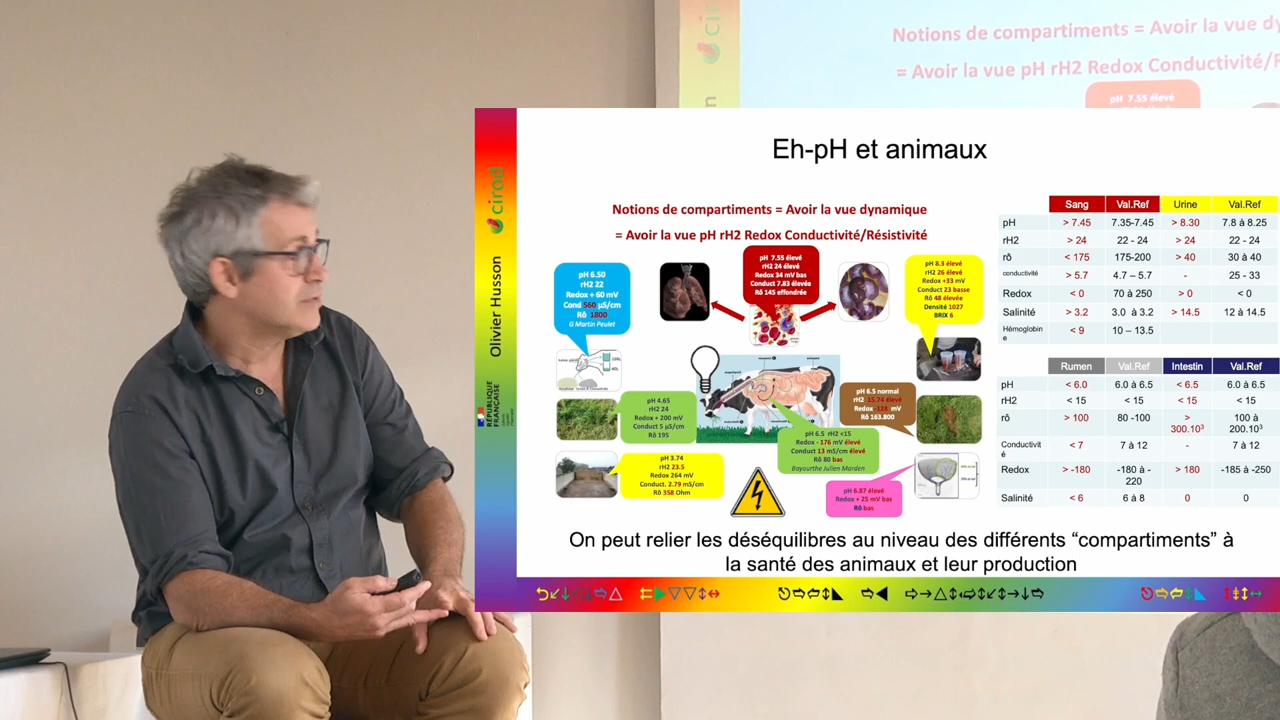 Notions de compartiments = Avoir la vue dy
= Avoir la vue pH rH2 Redox Conductivité/R
pH 7.55 élevé
cirad
Olivier Husson
RÉPUBLIQUE
FRANÇAISE
Eh-pH et animaux
Notions de compartiments = Avoir la vue dynamique
= Avoir la vue pH rH2 Redox Conductivité/Résistivité
pH 6.50
rH2 22
Redox + 60 mV
Cond 560 µS/cm
Rô 1800
G Martin Peulet
pH 7.55 élevé
rH2 24 élevé
Redox 34 mV bas
Conduct 7.83 élevée
Rô 145 effondrée
pH 8.3 élevé
rH2 26 élevé
Redox +33 mV
Conduct 23 basse
Rô 48 élevée
Densité 1027
BRIX 6
pH 4.65
rH2 24
Redox + 200 mV
Conduct 5 µS/cm
Rô 195
pH 6.5 normal
rH2 15.74 élevé
mV
Rô 163.800
pH 6.5 rH2 <15
Redox - 176 mV élevé
Conduct 13 mS/cm élevé
Rô 80 bas
Bayourthe Julien Marden
pH 3.74
rH2 23.5
Redox 264 mV
Conduct. 2.79 mS/cm
Rô 358 Ohm
pH 6.87 élevé
Redox + 25 mV bas
Rô bas
Sang Val.Ref Urine Val.Ref
pH > 7.45 7.35-7.45 > 8.30 7.8 à 8.25
rH2 > 24 22 - 24 > 24 22 - 24
rô < 175 175-200 > 40 30 à 40
conductivité > 5.7 4.7 – 5.7 - 25 - 33
Redox < 0 70 à 250 > 0 < 0
Salinité > 3.2 3.0 à 3.2 > 14.5 12 à 14.5
Hémoglobin
e < 9 10 – 13.5
Rumen Val.Ref Intestin Val.Ref
pH < 6.0 6.0 à 6.5 < 6.5 6.0 à 6.5
rH2 < 15 < 15 < 15 < 15
rô > 100 80 -100 300.10³ 100 à
200.10³
Conductivit
é < 7 7 à 12 - 7 à 12
Redox > -180 -180 à -
220 > 180 -185 à -250
Salinité < 6 6 à 8 0 0
On peut relier les déséquilibres au niveau des différents “compartiments” à
la santé des animaux et leur production